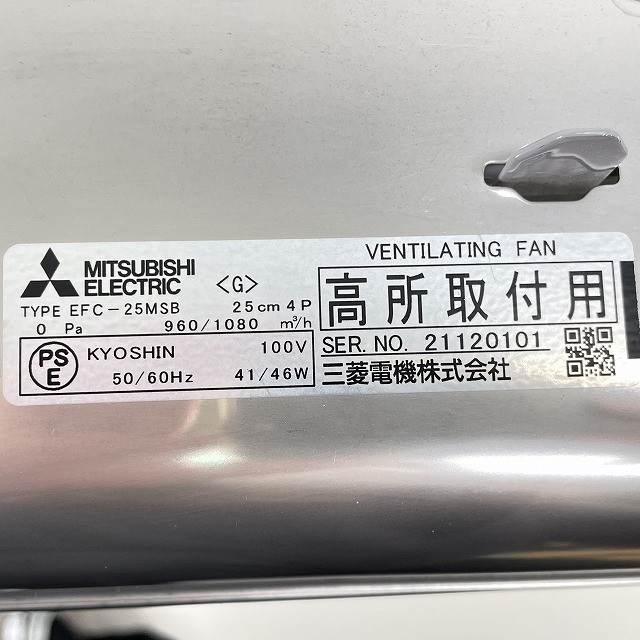 MITSUBISHI
ELECTRIC
<G>
TYPE EFC-25MSB 25cm 4P
0 Pa 960/1080 m³/h
PS
E
KYOSHIN 100V
50/60Hz 41/46W
VENTILATING FAN
高所取付用
SER. NO. 21120101
三菱電機株式会社